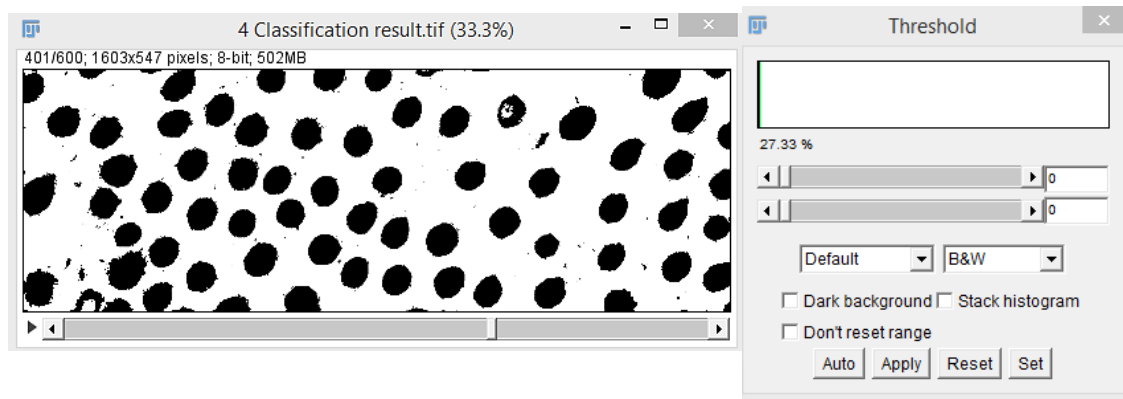 4 Classification result.tif (33.3%)
401/600; 1603x547 pixels; 8-bit; 502MB
Threshold
27.33 %
0
0
Default B&W
Dark background Stack histogram
Don't reset range
Auto Apply Reset Set